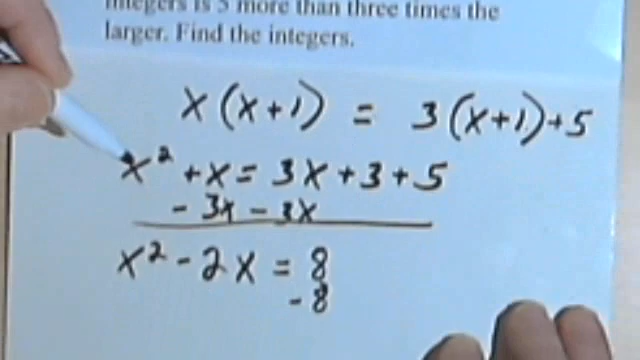 integers is 5 more than three times the
larger. Find the integers.
x(x+1) = 3(x+1)+5
x² + x = 3x + 3 + 5
- 3x - 3x
x² - 2x = 8
- 8